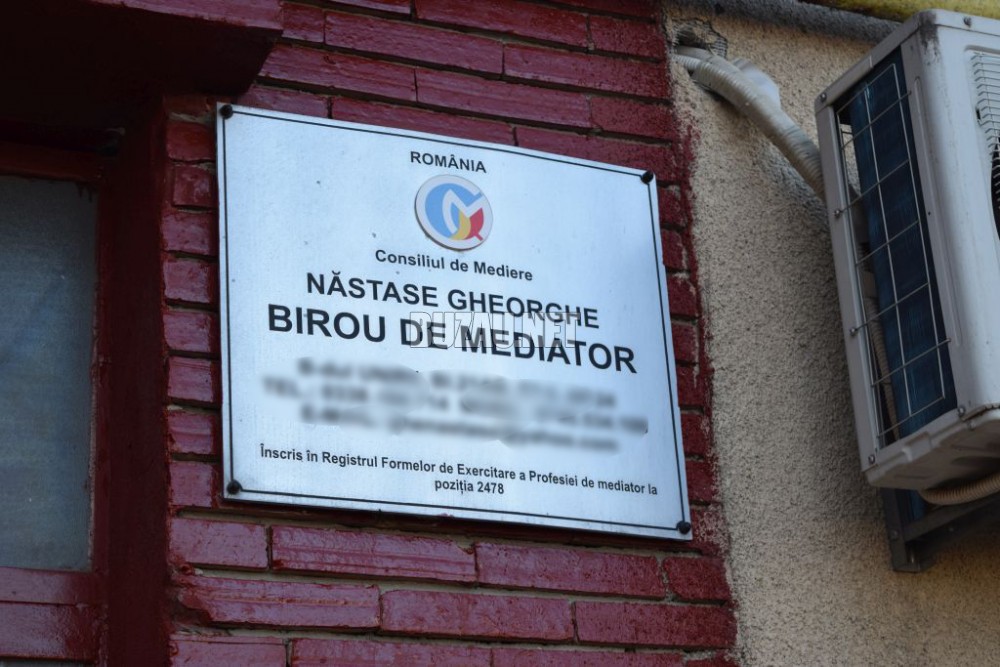 ROMÂNIA
Consiliul de Mediere
NĂSTASE GHEORGHE
BIROU DE MEDIATOR
BUZAU.NET
Înscris în Registrul Formelor de Exercitare a Profesiei de mediator la
poziția 2478